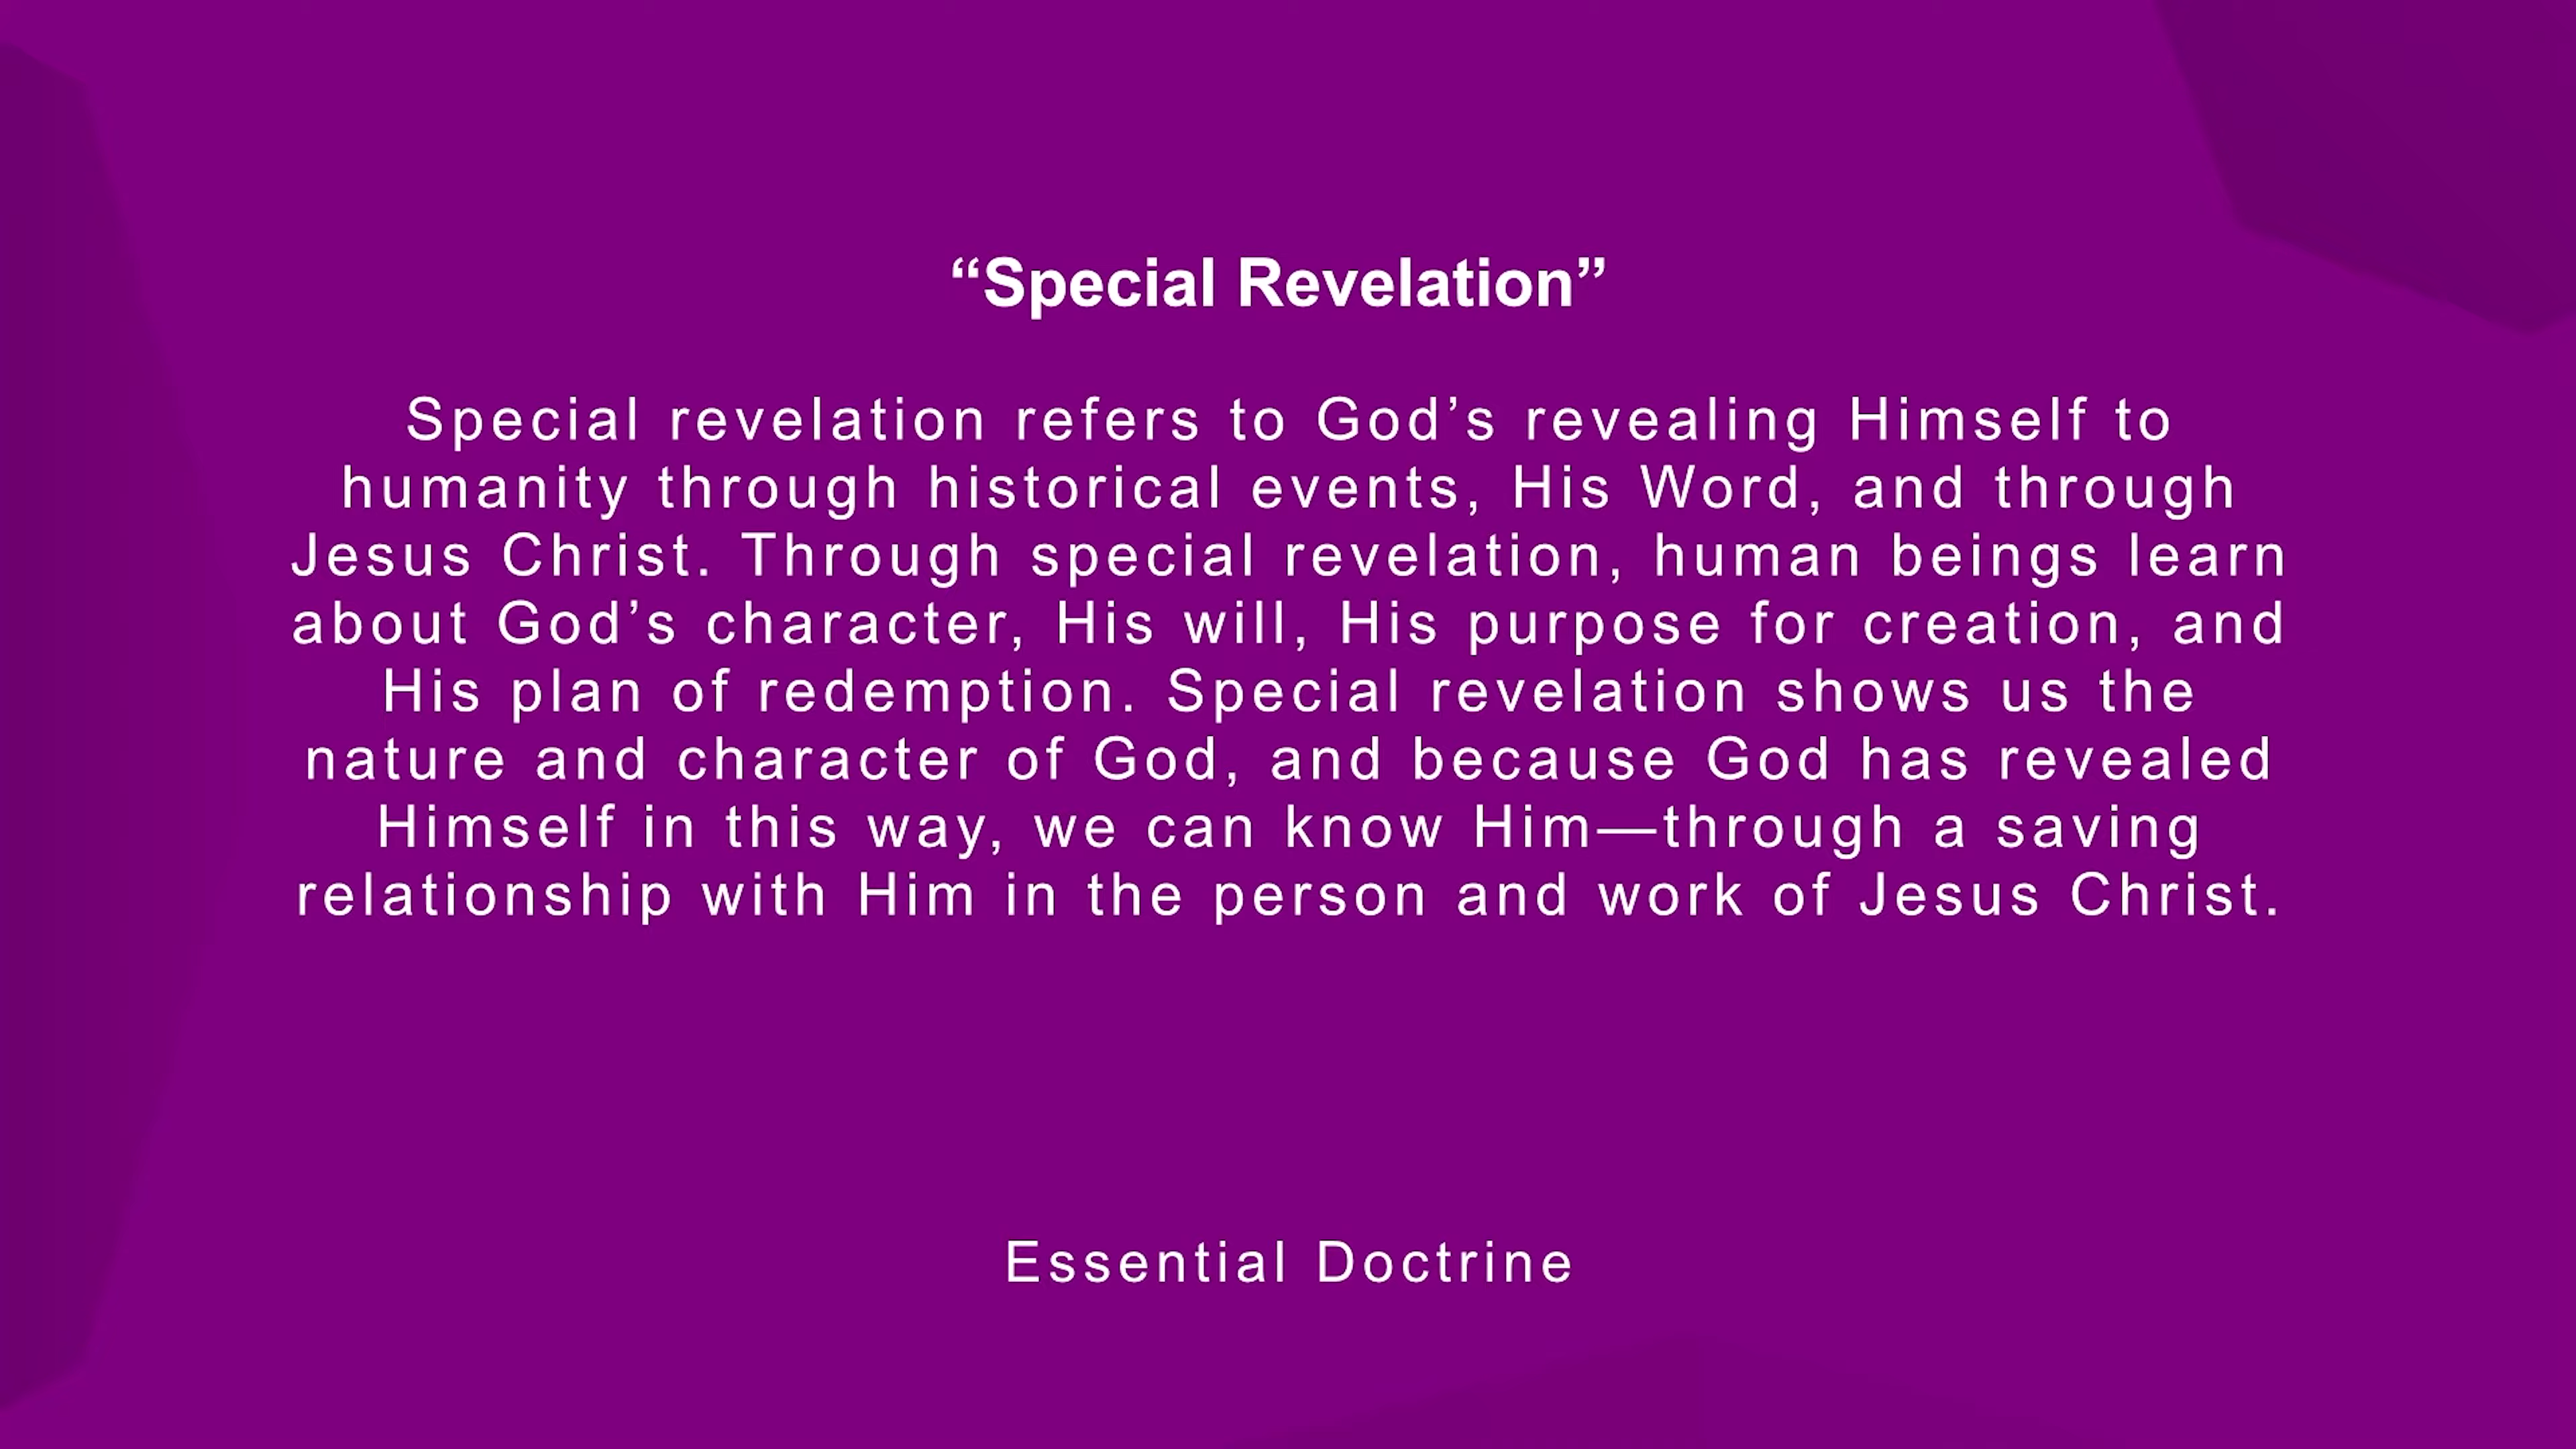 “Special Revelation”
Special revelation refers to God’s revealing Himself to
humanity through historical events, His Word, and through
Jesus Christ. Through special revelation, human beings learn
about God’s character, His will, His purpose for creation, and
His plan of redemption. Special revelation shows us the
nature and character of God, and because God has revealed
Himself in this way, we can know Him—through a saving
relationship with Him in the person and work of Jesus Christ.
Essential Doctrine